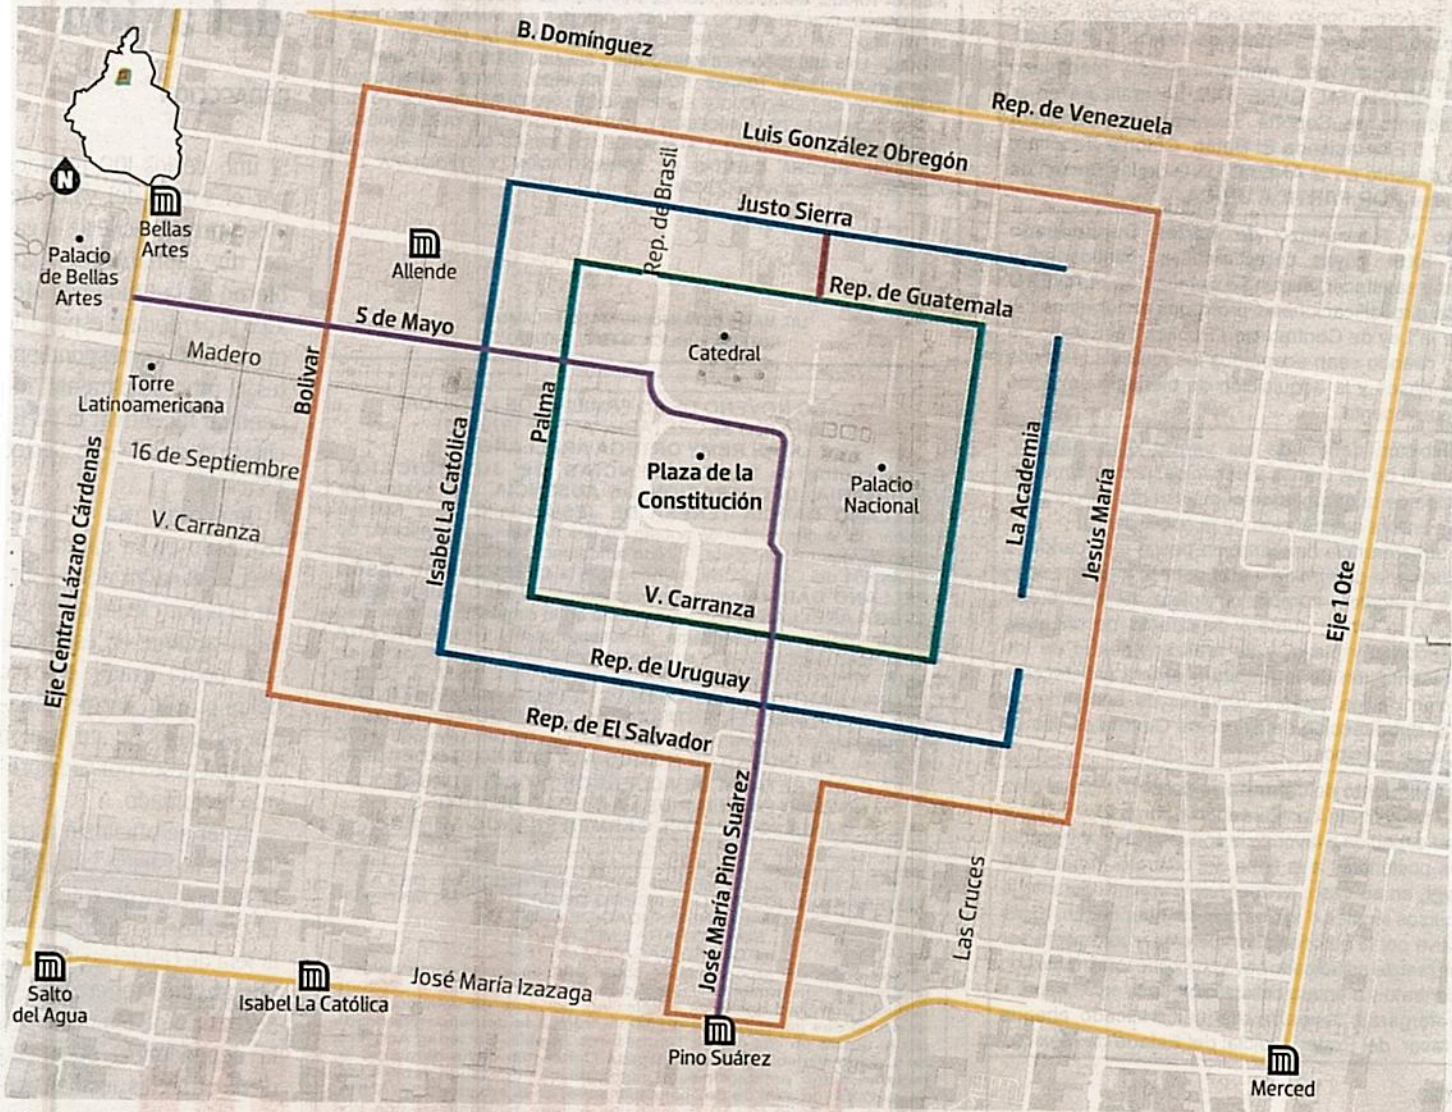 B. Domínguez
Rep. de Venezuela
Luis González Obregón
N
Bellas
Artes
Palacio
de Bellas
Artes
Allende
Rep. de Brasil
Justo Sierra
Rep. de Guatemala
5 de Mayo
Catedral
Madero
Torre
Latinoamericana
Bolivar
Palma
Isabel La Católica
16 de Septiembre
V. Carranza
Eje Central Lázaro Cárdenas
Plaza de la
Constitución
Palacio
Nacional
La Academia
Jesús María
Eje 1 Ote
V. Carranza
Rep. de Uruguay
Rep. de El Salvador
José María Pino Suárez
Las Cruces
José María Izazaga
Salto
del Agua
Isabel La Católica
Pino Suárez
Merced